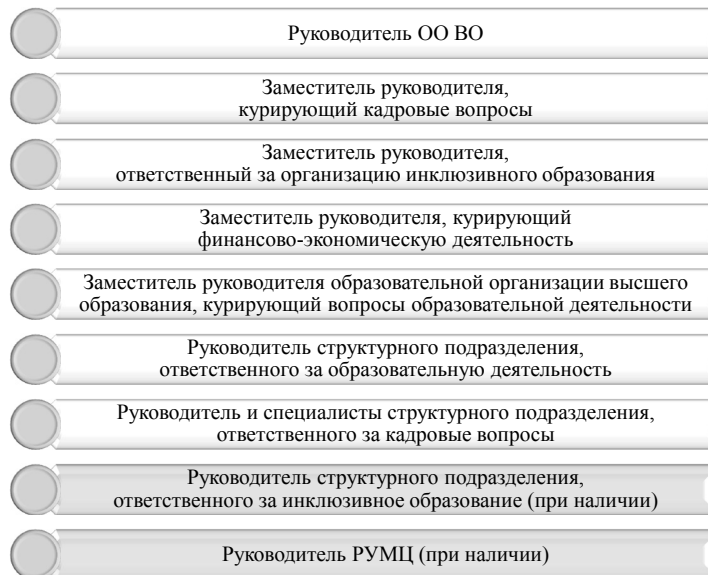 Руководитель ОО ВО
Заместитель руководителя,
курирующий кадровые вопросы
Заместитель руководителя,
ответственный за организацию инклюзивного образования
Заместитель руководителя, курирующий
финансово-экономическую деятельность
Заместитель руководителя образовательной организации высшего
образования, курирующий вопросы образовательной деятельности
Руководитель структурного подразделения,
ответственного за образовательную деятельность
Руководитель и специалисты структурного подразделения,
ответственного за кадровые вопросы
Руководитель структурного подразделения,
ответственного за инклюзивное образование (при наличии)
Руководитель РУМЦ (при наличии)